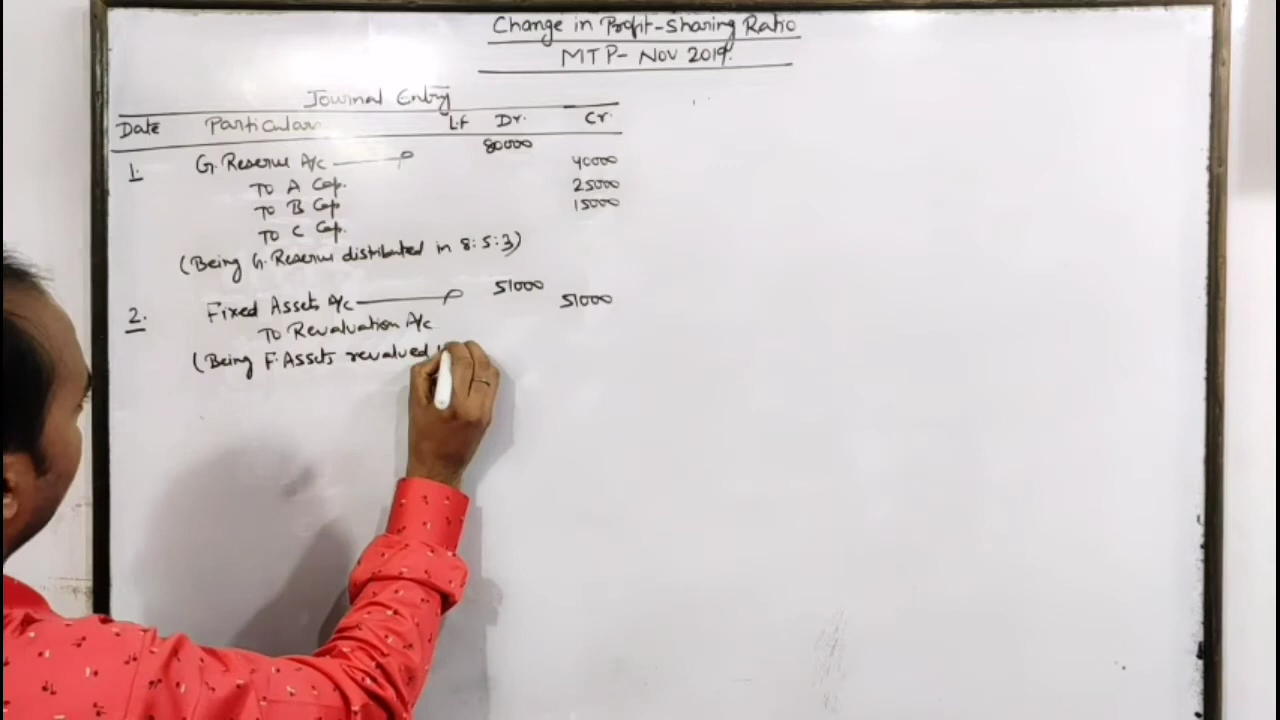 Change in Profit-Sharing Ratio
MTP- Nov 2019.
Journal Entry
Date Particulars L.F Dr. Cr.
1. G. Reserve A/c 80000
To A Cap. 40000
To B Cap 25000
To C Cap. 15000
(Being G. Reserve distributed in 8:5:3)
2. Fixed Assets A/c 51000
To Revaluation A/c 51000
(Being F. Assets revalued